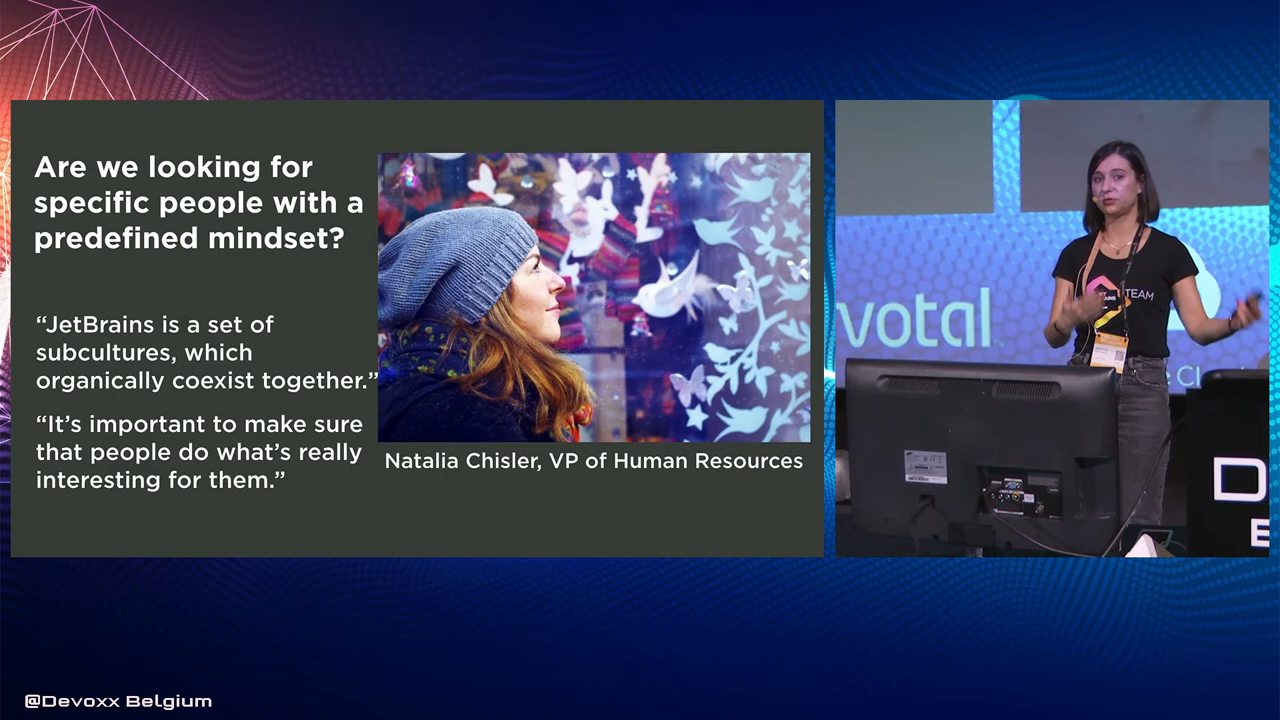 Are we looking for
specific people with a
predefined mindset?
“JetBrains is a set of
subcultures, which
organically coexist together.”
“It’s important to make sure
that people do what’s really
interesting for them.”
Natalia Chisler, VP of Human Resources
votal
TEAM
D
@Devoxx Belgium